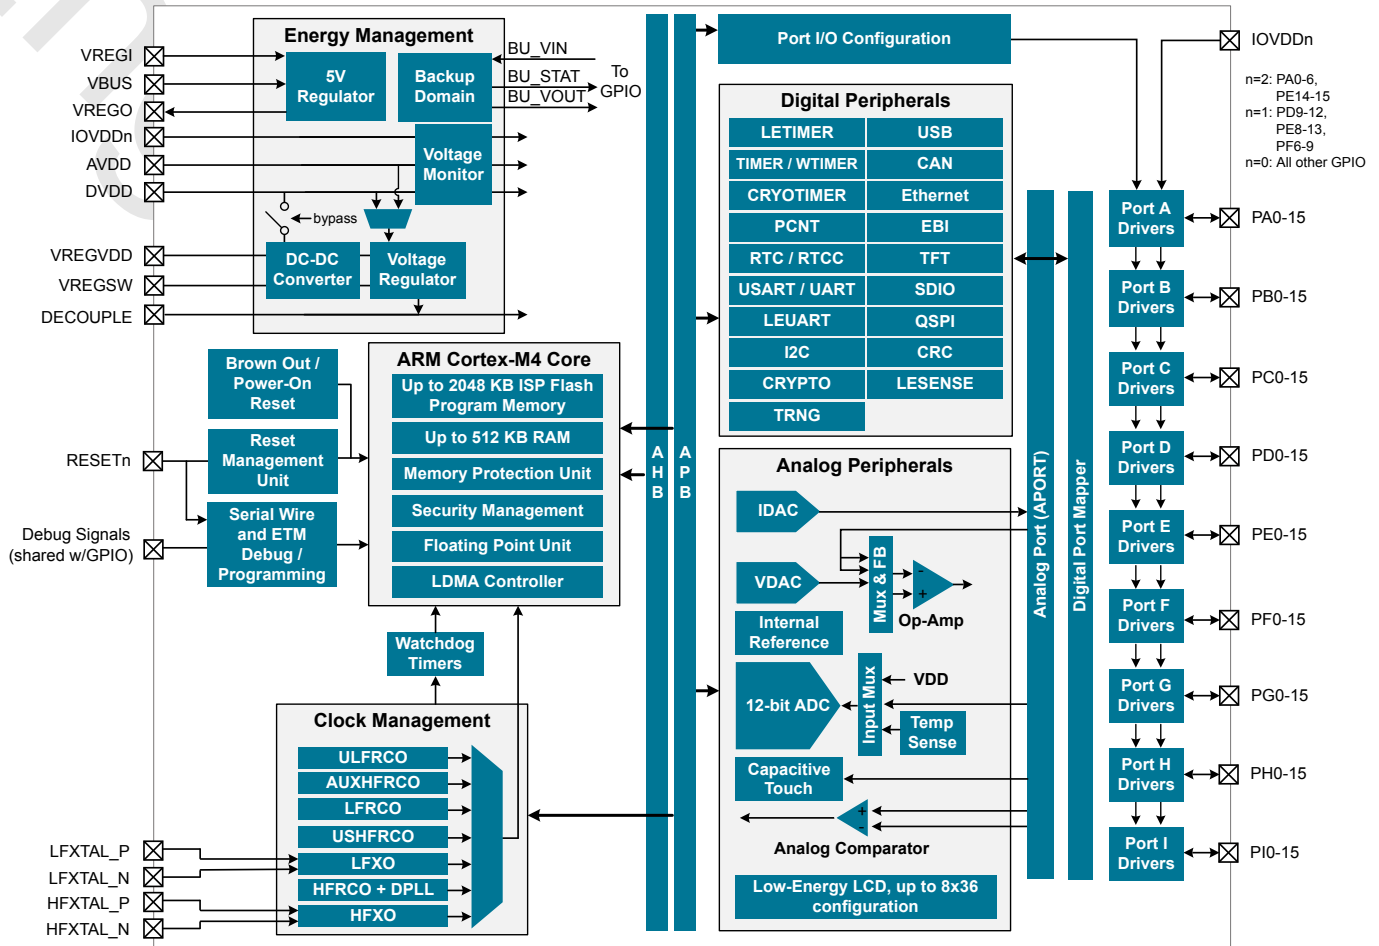 Energy Management
VREGI
VBUS
VREGO
IOVDDn
AVDD
DVDD
VREGVDD
VREGSW
DECOUPLE
5V
Regulator
Backup
Domain
BU_VIN
BU_STAT
BU_VOUT
To
GPIO
Voltage
Monitor
bypass
DC-DC
Converter
Voltage
Regulator
Brown Out /
Power-On
Reset
Reset
Management
Unit
Serial Wire
and ETM
Debug /
Programming
RESETn
Debug Signals
(shared w/GPIO)
ARM Cortex-M4 Core
Up to 2048 KB ISP Flash
Program Memory
Up to 512 KB RAM
Memory Protection Unit
Security Management
Floating Point Unit
LDMA Controller
Watchdog
Timers
Clock Management
ULFRCO
AUXHFRCO
LFRCO
USHFRCO
LFXO
HFRCO + DPLL
HFXO
LFXTAL_P
LFXTAL_N
HFXTAL_P
HFXTAL_N
A
H
B
A
P
B
Port I/O Configuration
Digital Peripherals
LETIMER
USB
TIMER / WTIMER
CAN
CRYOTIMER
Ethernet
PCNT
EBI
RTC / RTCC
TFT
USART / UART
SDIO
LEUART
QSPI
I2C
CRC
CRYPTO
LESENSE
TRNG
Analog Peripherals
IDAC
VDAC
Mux & FB
-
+
Op-Amp
Internal
Reference
12-bit ADC
Input Mux
VDD
Temp
Sense
Capacitive
Touch
+
-
Analog Comparator
Low-Energy LCD, up to 8x36
configuration
Analog Port (APORT)
Digital Port Mapper
IOVDDn
n=2: PA0-6,
PE14-15
n=1: PD9-12,
PE8-13,
PF6-9
n=0: All other GPIO
Port A
Drivers
PA0-15
Port B
Drivers
PB0-15
Port C
Drivers
PC0-15
Port D
Drivers
PD0-15
Port E
Drivers
PE0-15
Port F
Drivers
PF0-15
Port G
Drivers
PG0-15
Port H
Drivers
PH0-15
Port I
Drivers
PI0-15